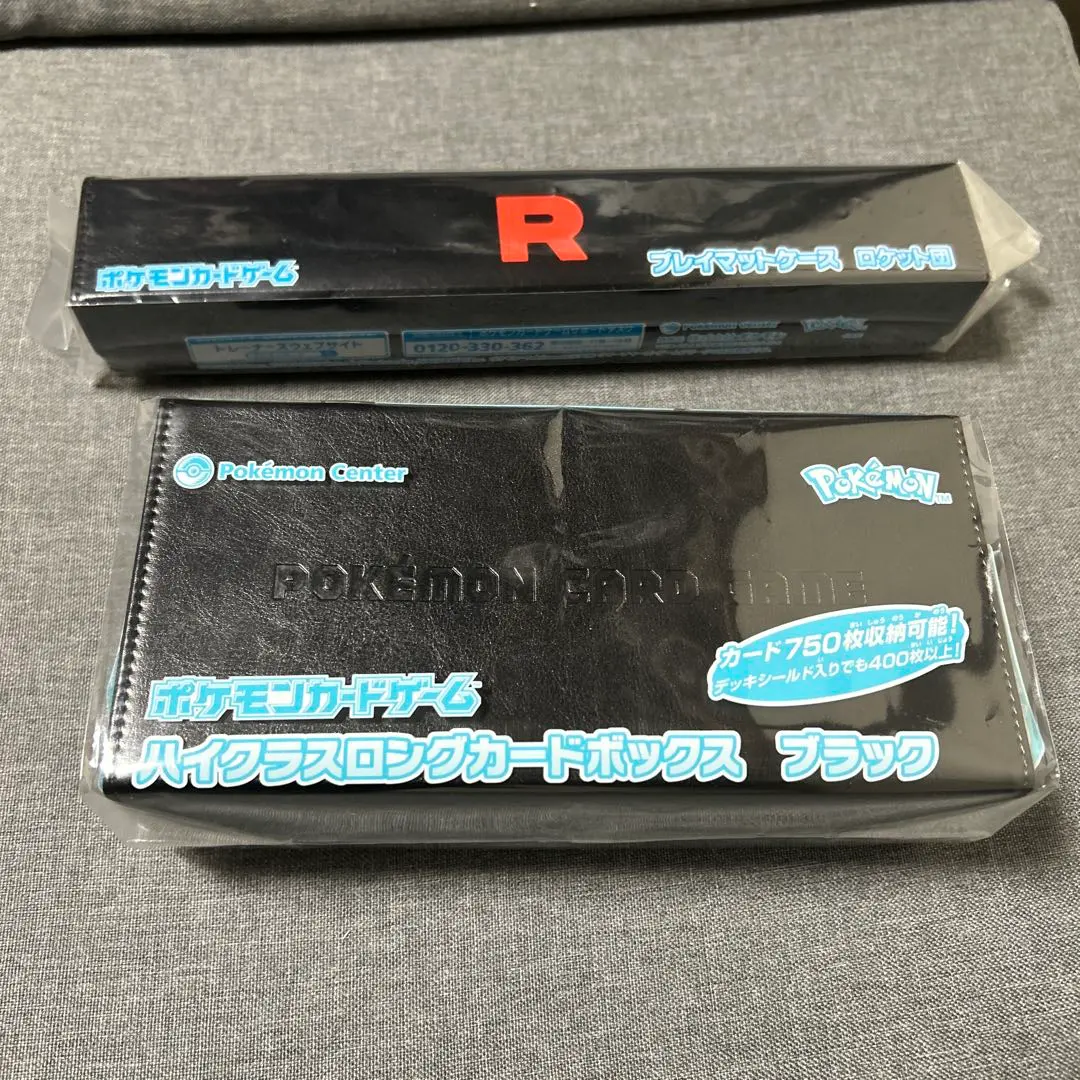 R
ポケモンカードゲーム
プレイマットケース ロケット団
トレーナーズウェブサイト
0120-330-362
Pokémon Center
POKéMON
Pokémon Center
POKéMON TM
POKÉMON CARD GAME
カード750枚収納可能!
デッキシールド入りでも400枚以上!
ポケモンカードゲーム
ハイクラスロングカードボックス ブラック